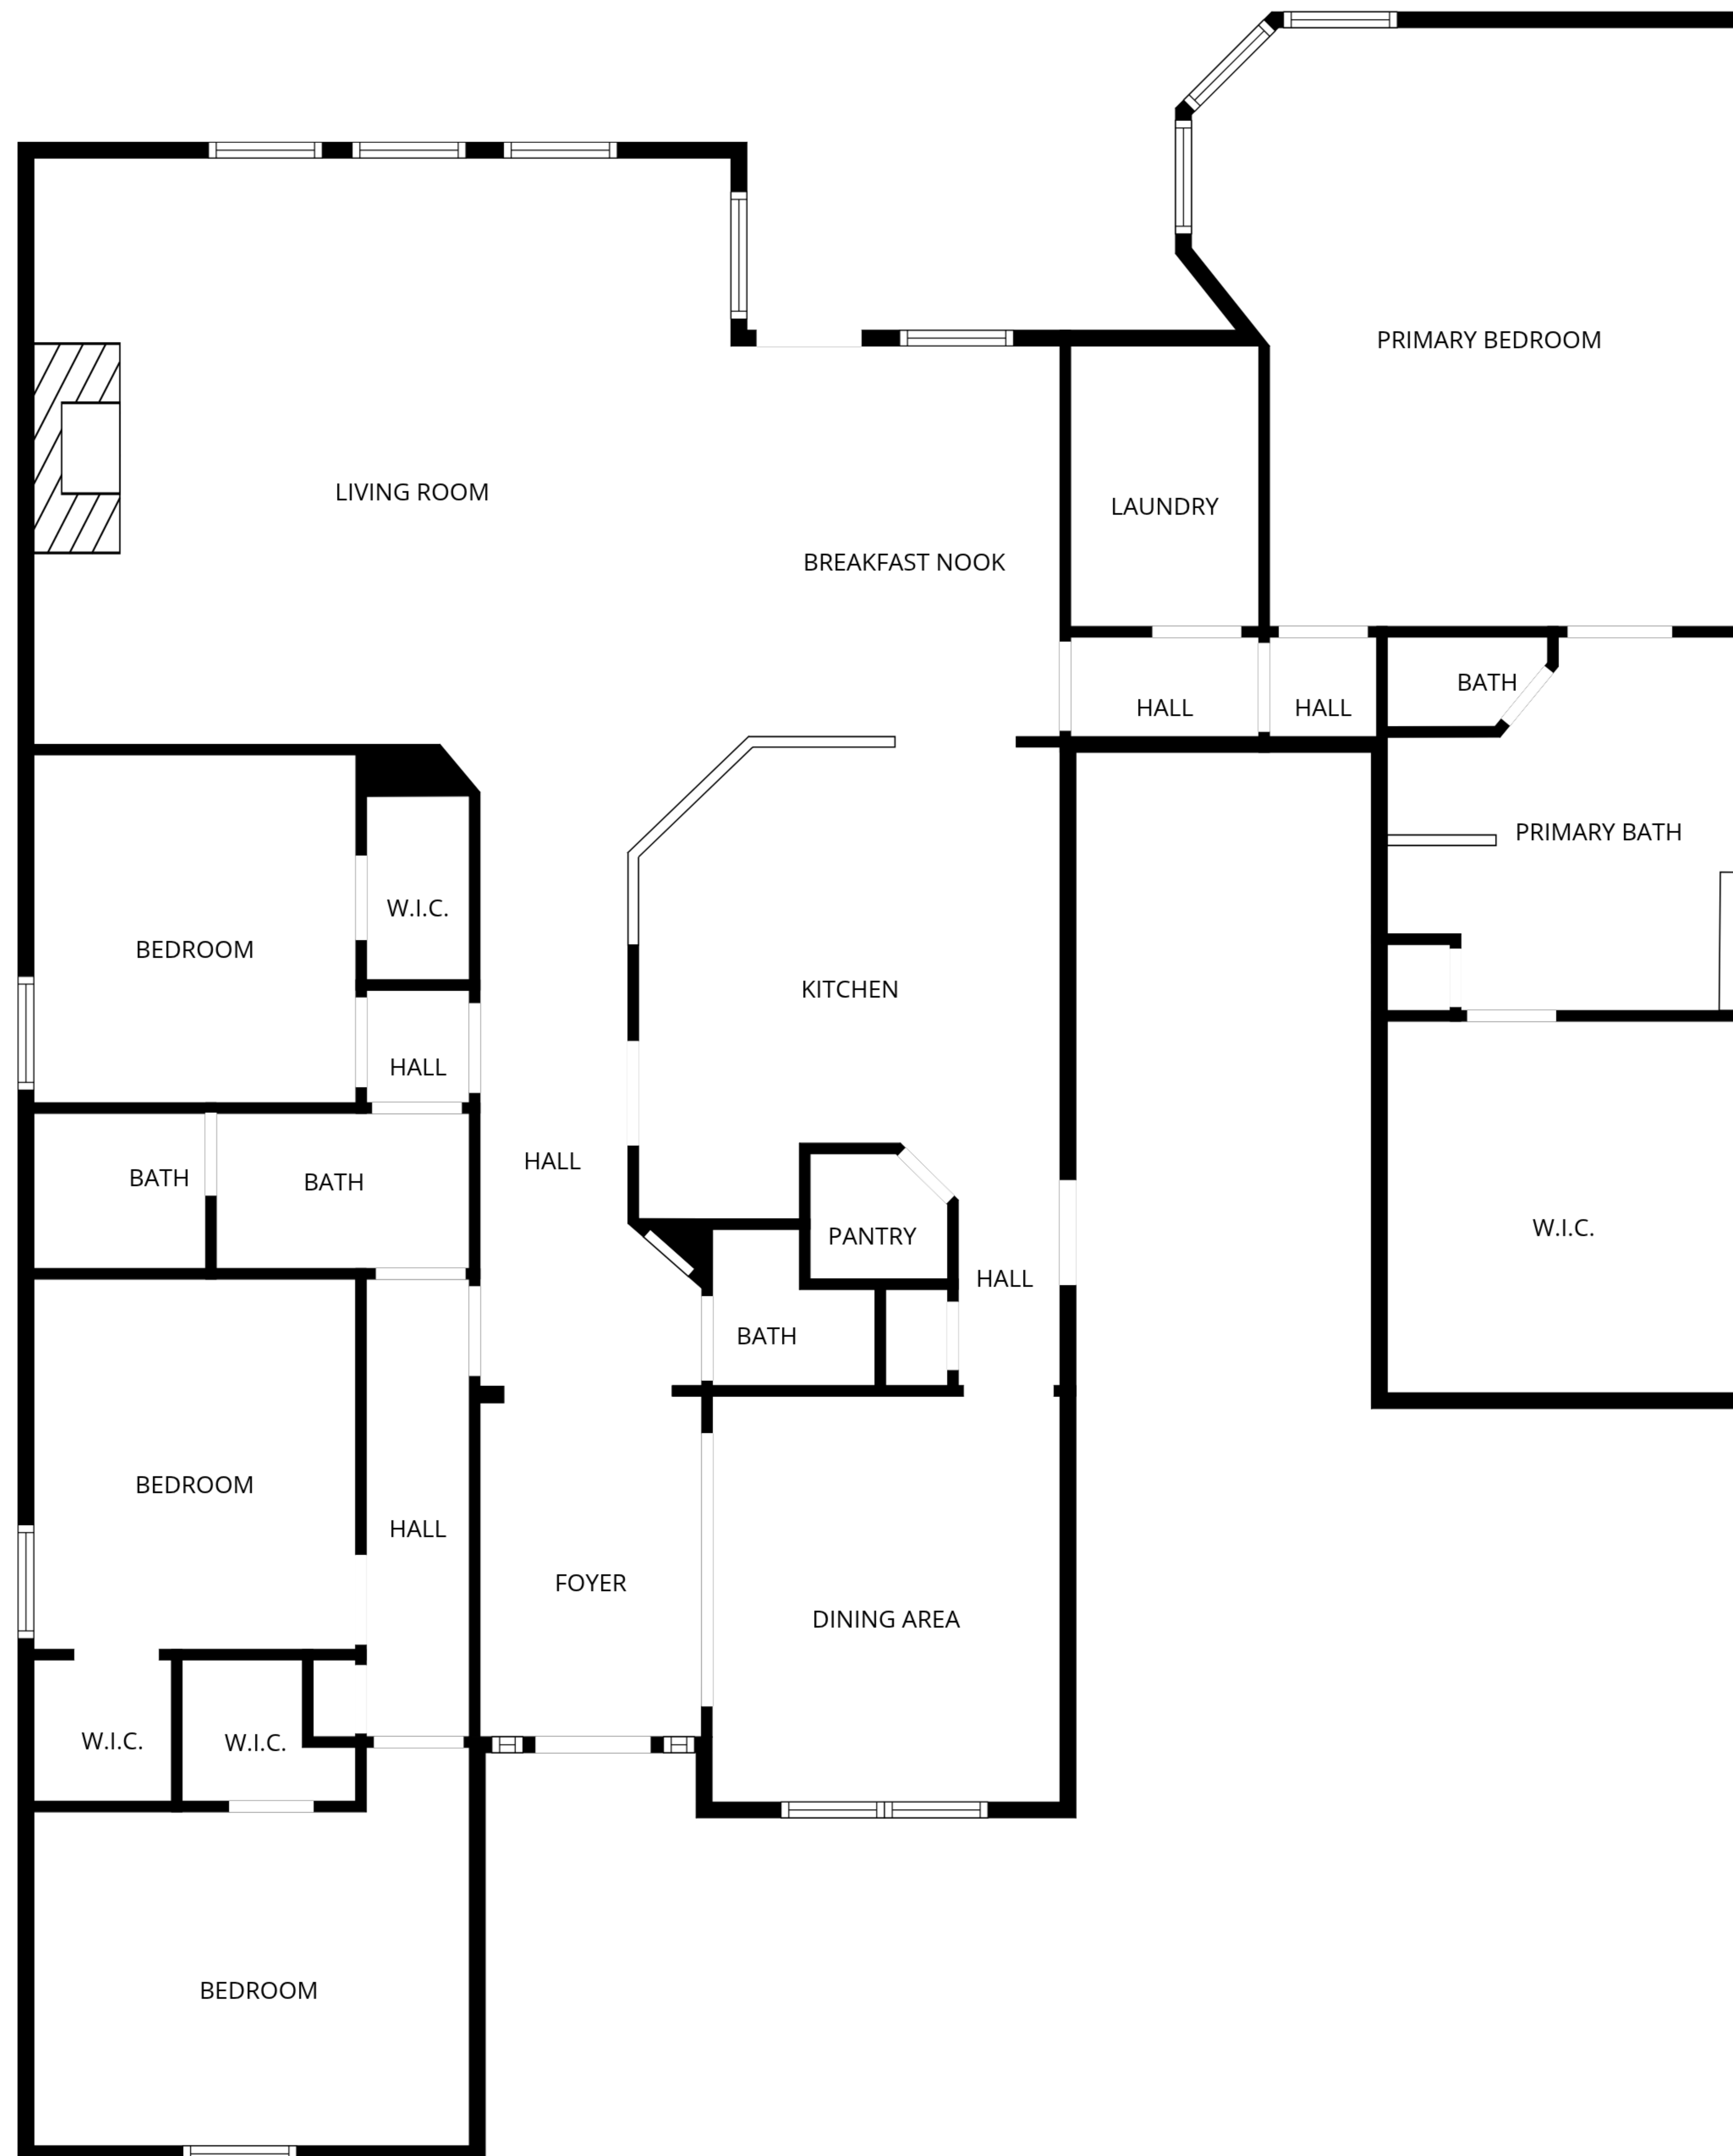 PRIMARY BEDROOM
LIVING ROOM
LAUNDRY
BREAKFAST NOOK
BATH
HALL
HALL
PRIMARY BATH
W.I.C.
BEDROOM
KITCHEN
HALL
HALL
BATH
BATH
W.I.C.
PANTRY
HALL
BATH
BEDROOM
HALL
FOYER
DINING AREA
W.I.C.
W.I.C.
BEDROOM